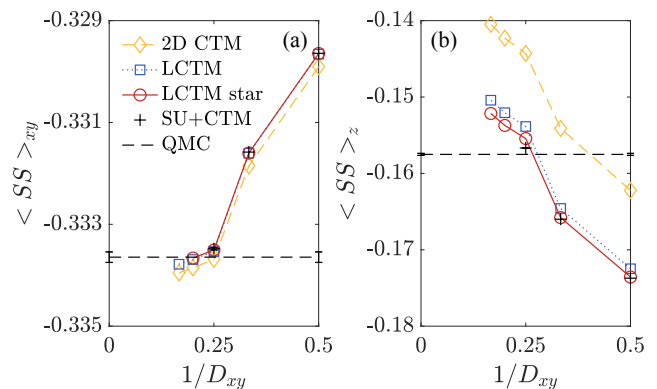 -0.329
-0.331
-0.333
-0.335
< SS >xy
0
0.25
0.5
1/Dxy
(a)
2D CTM
LCTM
LCTM star
SU+CTM
QMC
-0.14
-0.15
-0.16
-0.17
-0.18
< SS >z
0
0.25
0.5
1/Dxy
(b)